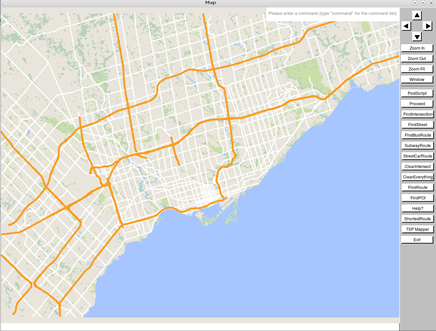 Map
Please enter a command (type "command" for the command list)
Zoom In
Zoom Out
Zoom Fit
Window
PostScript
Proceed
FindIntersection
FindStreet
FindBusRoute
SubwayRoute
StreetCarRoute
ClearIntersect
ClearEverything
FindRoute
FindPOI
Help?
ShortestRoute
TSP Mapper
Exit